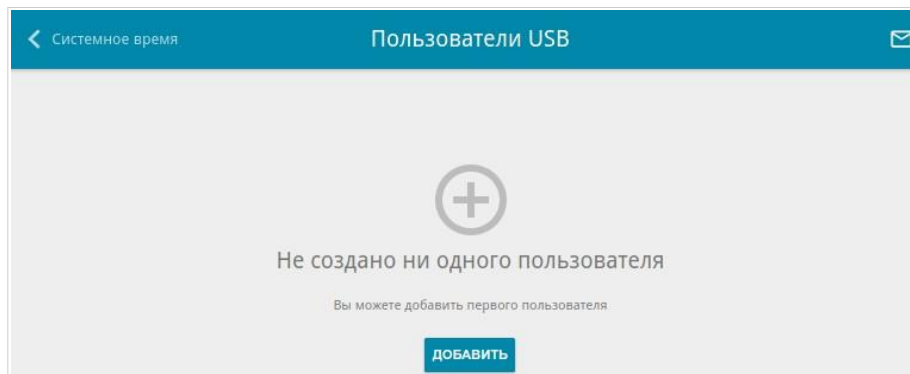 Системное время
Пользователи USB
Не создано ни одного пользователя
Вы можете добавить первого пользователя
ДОБАВИТЬ